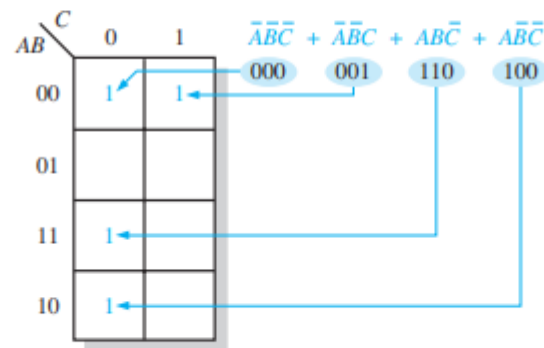 C
AB 0 1 A̅B̅C̅ + A̅B̅C + ABC̅ + AB̅C̅
000 001 110 100
00 1 1
01
11 1
10 1